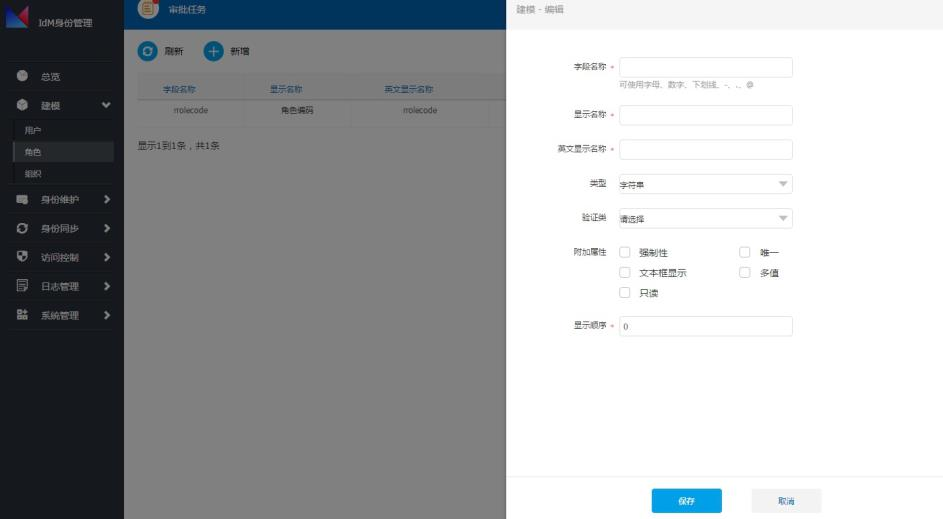 IdM身份管理
总览
建模
用户
角色
组织
身份维护
身份同步
访问控制
日志管理
系统管理
审批任务
刷新 新增
字段名称 显示名称 英文显示名称
rrolecode 角色编码 rrolecode
显示1到1条，共1条
建模 - 编辑
字段名称 *
可使用字母、数字、下划线、-、.、@
显示名称 *
英文显示名称 *
类型 字符串
验证类 请选择
附加属性 强制性 唯一
文本框显示 多值
只读
显示顺序 * 0
保存 取消